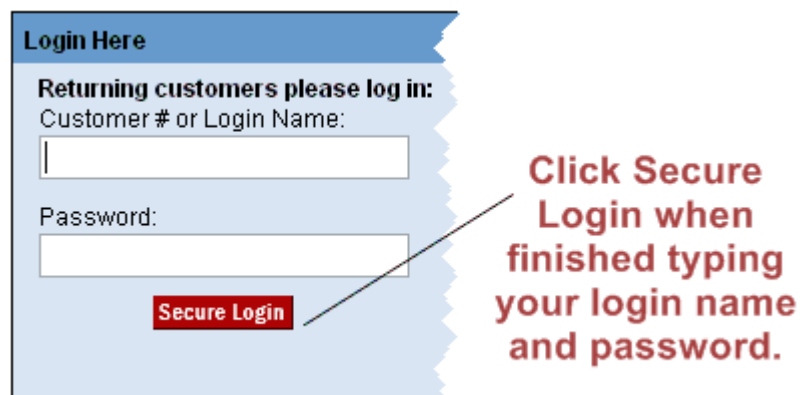 Login Here
Returning customers please log in:
Customer # or Login Name:
Password:
Secure Login
Click Secure
Login when
finished typing
your login name
and password.